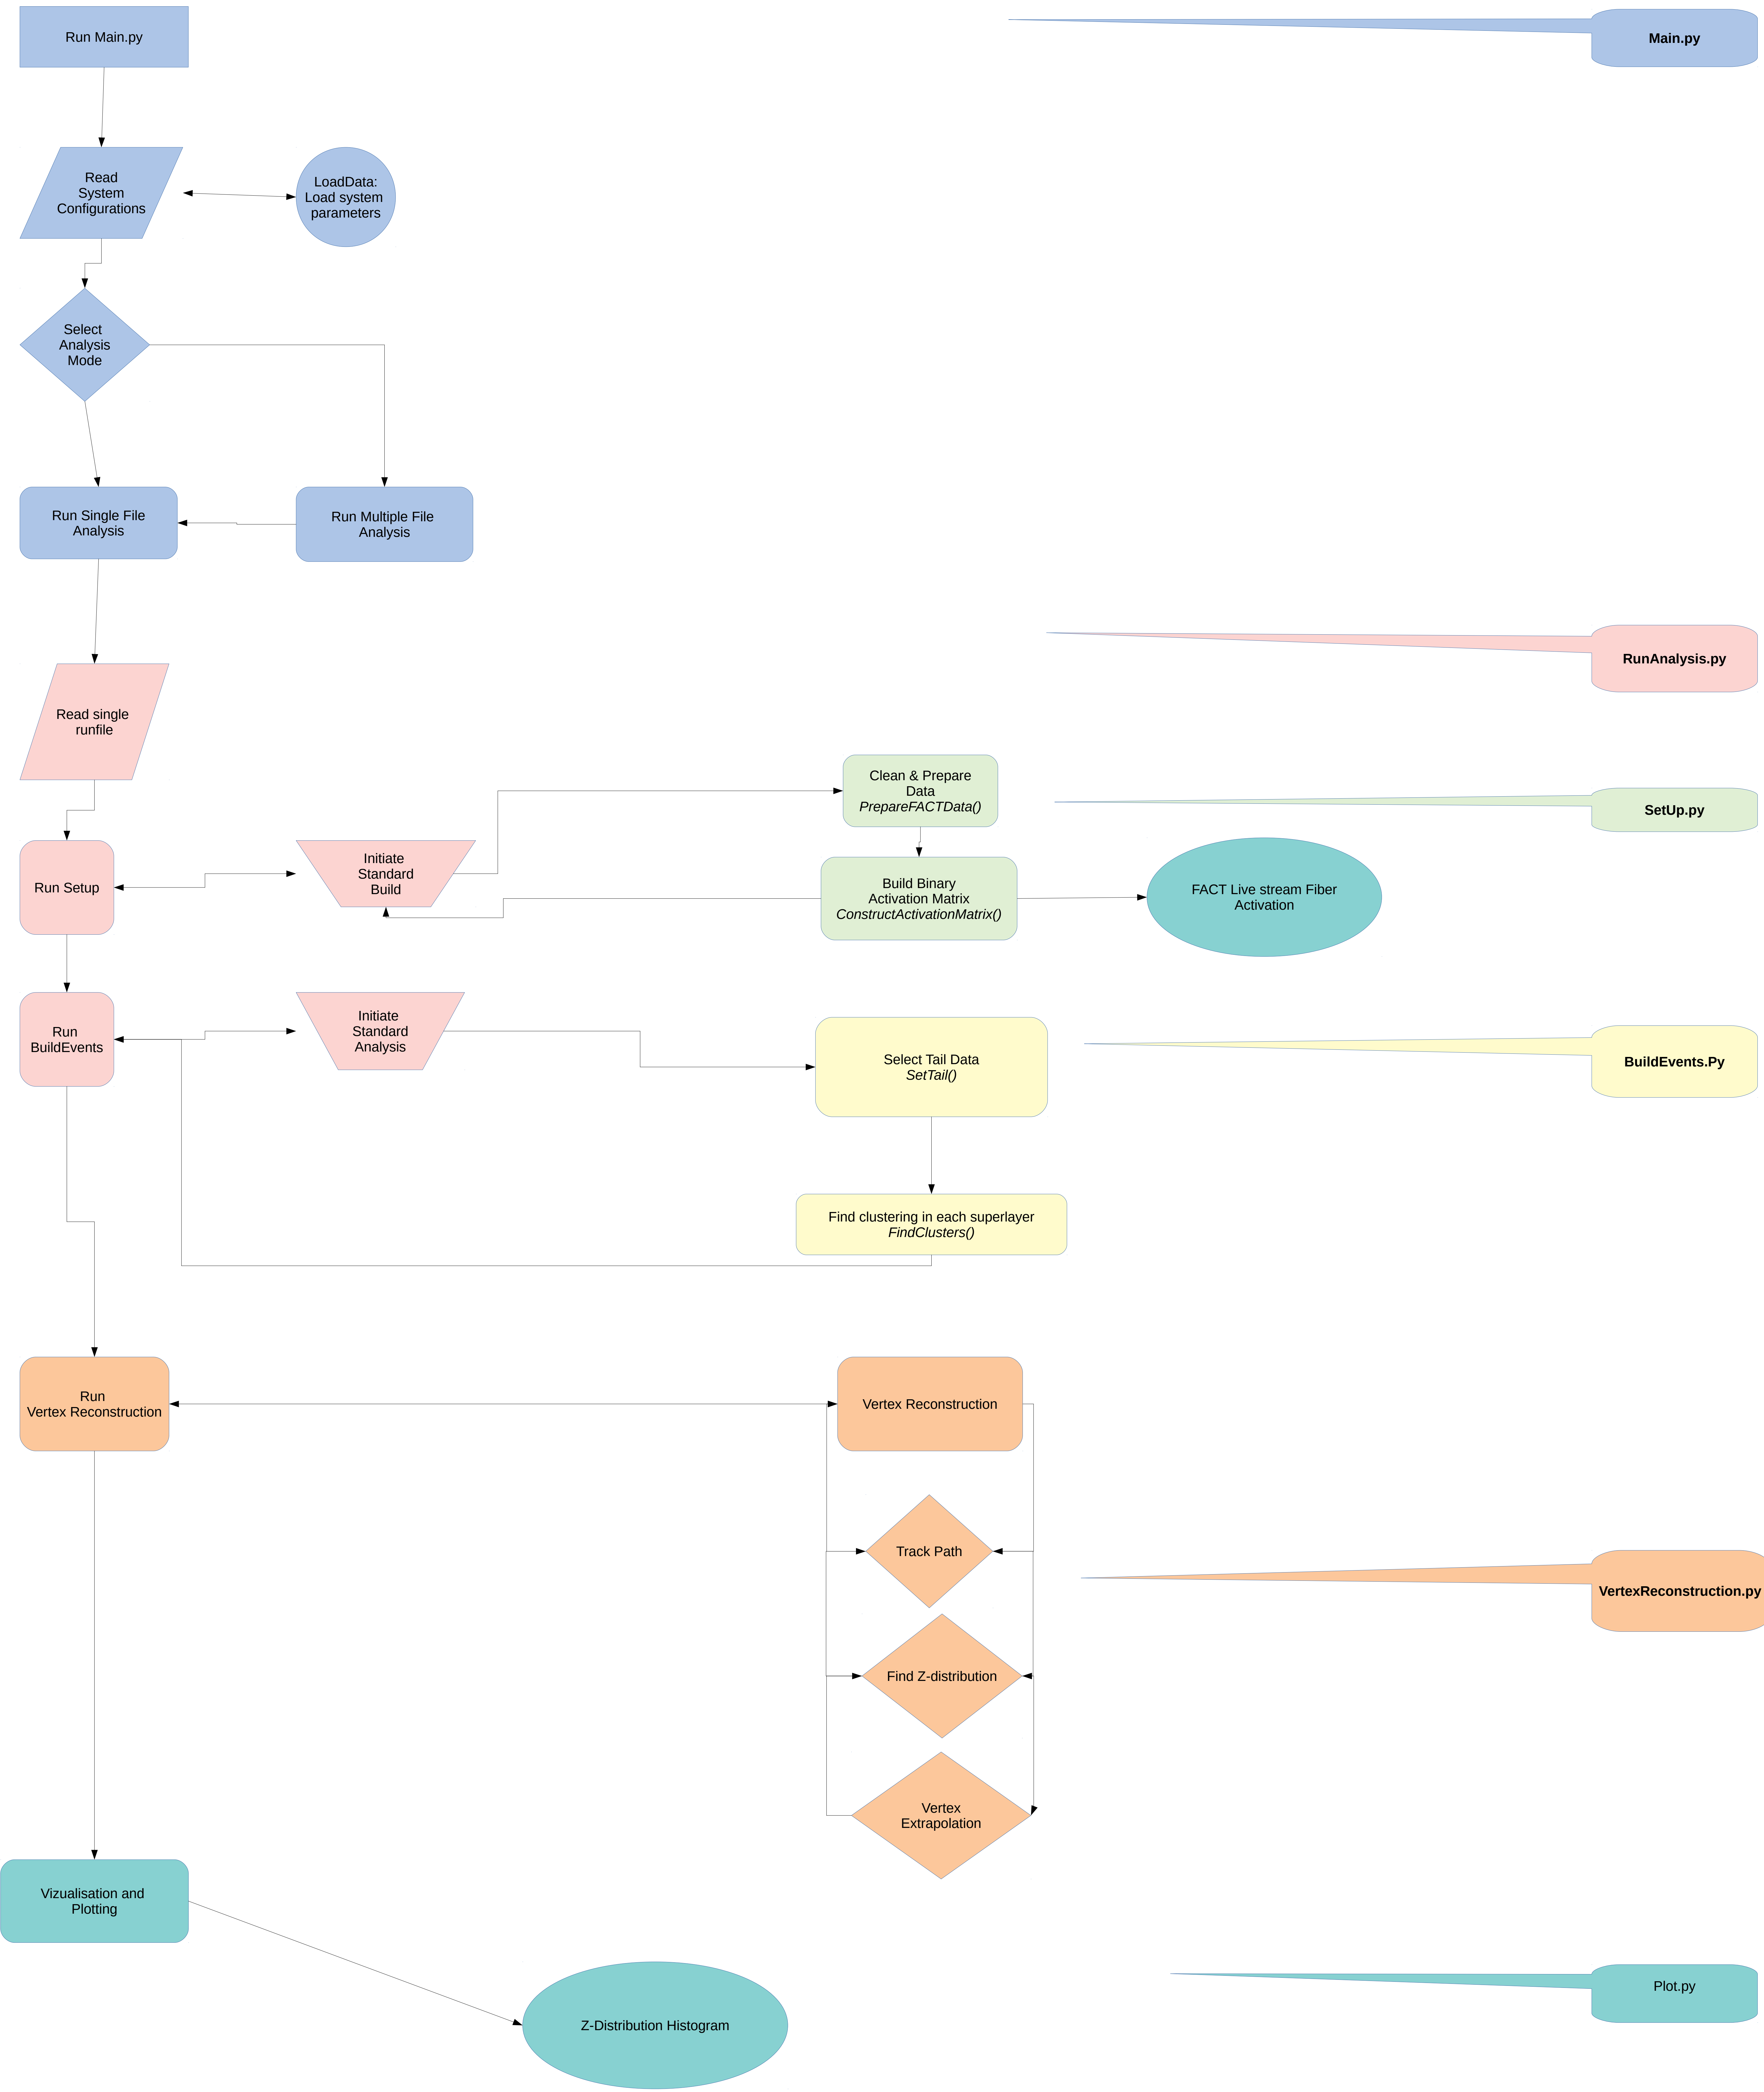 Run Main.py
Main.py
Read
System
Configurations
LoadData:
Load system
parameters
Select
Analysis
Mode
Run Single File
Analysis
Run Multiple File
Analysis
RunAnalysis.py
Read single
runfile
Clean & Prepare
Data
PrepareFACTData()
SetUp.py
Run Setup
Initiate
Standard
Build
Build Binary
Activation Matrix
ConstructActivationMatrix()
FACT Live stream Fiber
Activation
Run
BuildEvents
Initiate
Standard
Analysis
Select Tail Data
SetTail()
BuildEvents.Py
Find clustering in each superlayer
FindClusters()
Run
Vertex Reconstruction
Vertex Reconstruction
Track Path
VertexReconstruction.py
Find Z-distribution
Vertex
Extrapolation
Vizualisation and
Plotting
Plot.py
Z-Distribution Histogram